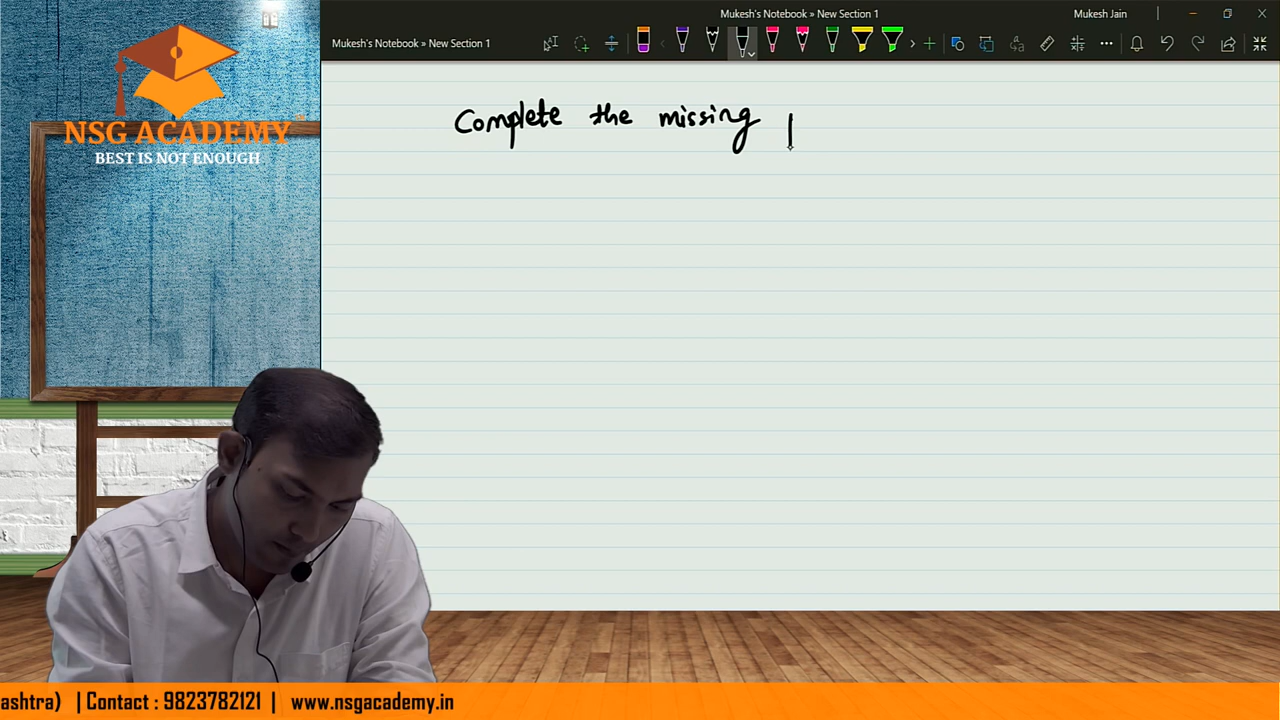 Mukesh's Notebook » New Section 1
Mukesh Jain
Mukesh's Notebook » New Section 1
NSG ACADEMY
BEST IS NOT ENOUGH
Complete the missing
ashtra) | Contact : 9823782121 | www.nsgacademy.in